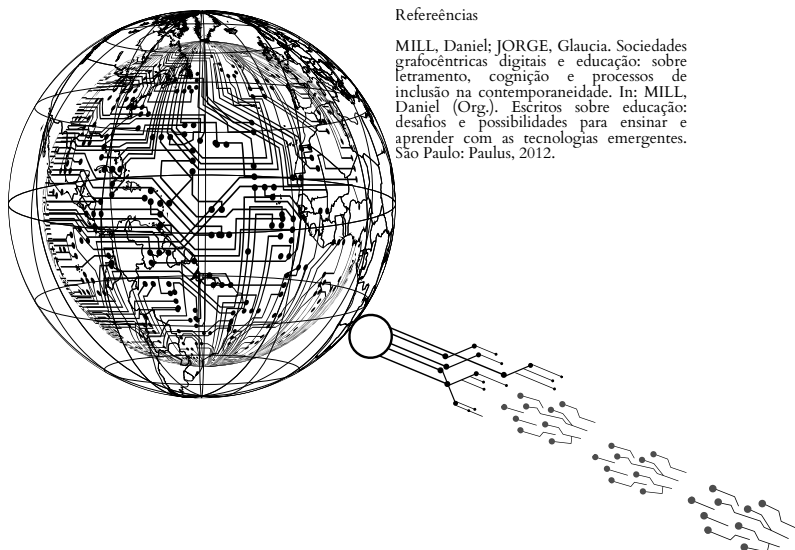 Refereências
MILL, Daniel; JORGE, Glaucia. Sociedades
grafocêntricas digitais e educação: sobre
letramento, cognição e processos de
inclusão na contemporaneidade. In: MILL,
Daniel (Org.). Escritos sobre educação:
desafios e possibilidades para ensinar e
aprender com as tecnologias emergentes.
São Paulo: Paulus, 2012.